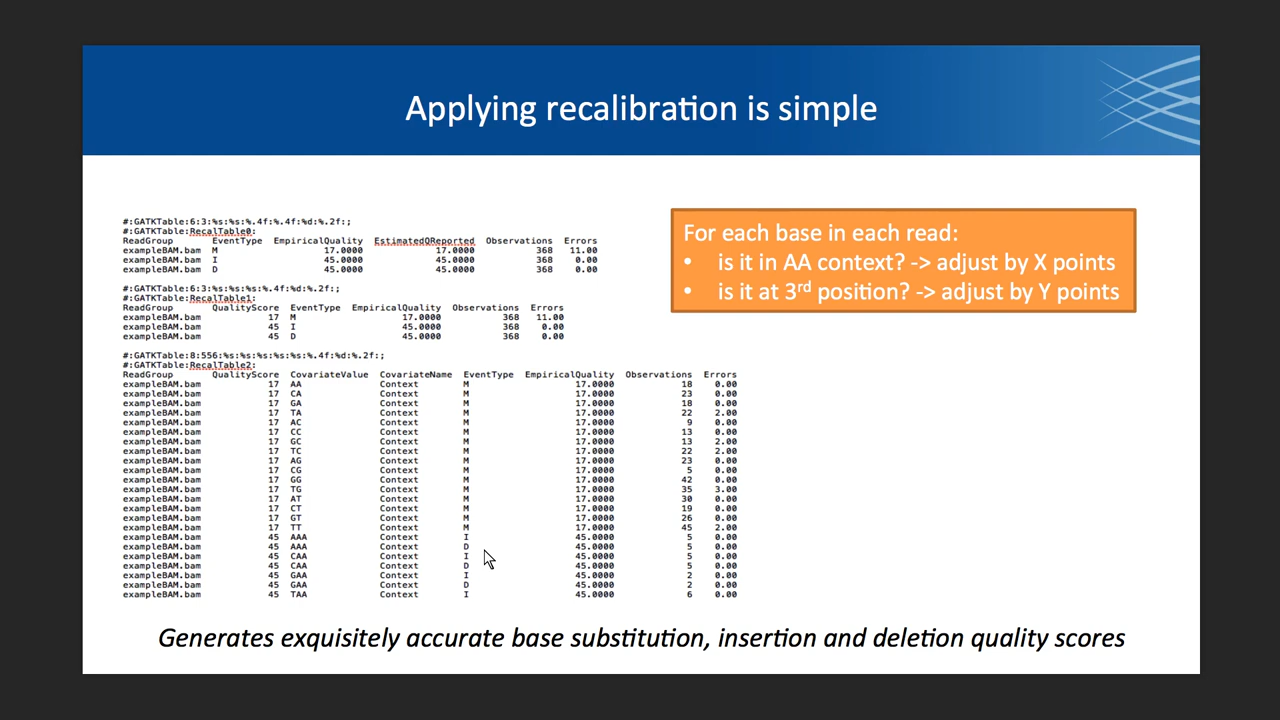 Applying recalibration is simple
#:GATKTable:6:3:%s:%s:%.4f:%.4f:%d:%.2f:;
#:GATKTable:RecalTable0:
ReadGroup EventType EmpiricalQuality EstimatedQReported Observations Errors
exampleBAM.bam M 17.0000 17.0000 368 11.00
exampleBAM.bam I 45.0000 45.0000 368 0.00
exampleBAM.bam D 45.0000 45.0000 368 0.00
#:GATKTable:6:3:%s:%s:%s:%.4f:%d:%.2f:;
#:GATKTable:RecalTable1:
ReadGroup QualityScore EventType EmpiricalQuality Observations Errors
exampleBAM.bam 17 M 17.0000 368 11.00
exampleBAM.bam 45 I 45.0000 368 0.00
exampleBAM.bam 45 D 45.0000 368 0.00
#:GATKTable:8:556:%s:%s:%s:%s:%s:%.4f:%d:%.2f:;
#:GATKTable:RecalTable2:
ReadGroup QualityScore CovariateValue CovariateName EventType EmpiricalQuality Observations Errors
exampleBAM.bam 17 AA Context M 17.0000 18 0.00
exampleBAM.bam 17 CA Context M 17.0000 23 0.00
exampleBAM.bam 17 GA Context M 17.0000 18 0.00
exampleBAM.bam 17 TA Context M 17.0000 22 2.00
exampleBAM.bam 17 AC Context M 17.0000 9 0.00
exampleBAM.bam 17 CC Context M 17.0000 13 0.00
exampleBAM.bam 17 GC Context M 17.0000 13 2.00
exampleBAM.bam 17 TC Context M 17.0000 22 2.00
exampleBAM.bam 17 AG Context M 17.0000 23 0.00
exampleBAM.bam 17 CG Context M 17.0000 5 0.00
exampleBAM.bam 17 GG Context M 17.0000 42 0.00
exampleBAM.bam 17 TG Context M 17.0000 35 3.00
exampleBAM.bam 17 AT Context M 17.0000 30 0.00
exampleBAM.bam 17 CT Context M 17.0000 19 0.00
exampleBAM.bam 17 GT Context M 17.0000 26 0.00
exampleBAM.bam 17 TT Context M 17.0000 45 2.00
exampleBAM.bam 45 AAA Context I 45.0000 5 0.00
exampleBAM.bam 45 AAA Context D 45.0000 5 0.00
exampleBAM.bam 45 CAA Context I 45.0000 5 0.00
exampleBAM.bam 45 CAA Context D 45.0000 5 0.00
exampleBAM.bam 45 GAA Context I 45.0000 2 0.00
exampleBAM.bam 45 GAA Context D 45.0000 2 0.00
exampleBAM.bam 45 TAA Context I 45.0000 6 0.00
For each base in each read:
• is it in AA context? -> adjust by X points
• is it at 3rd position? -> adjust by Y points
Generates exquisitely accurate base substitution, insertion and deletion quality scores